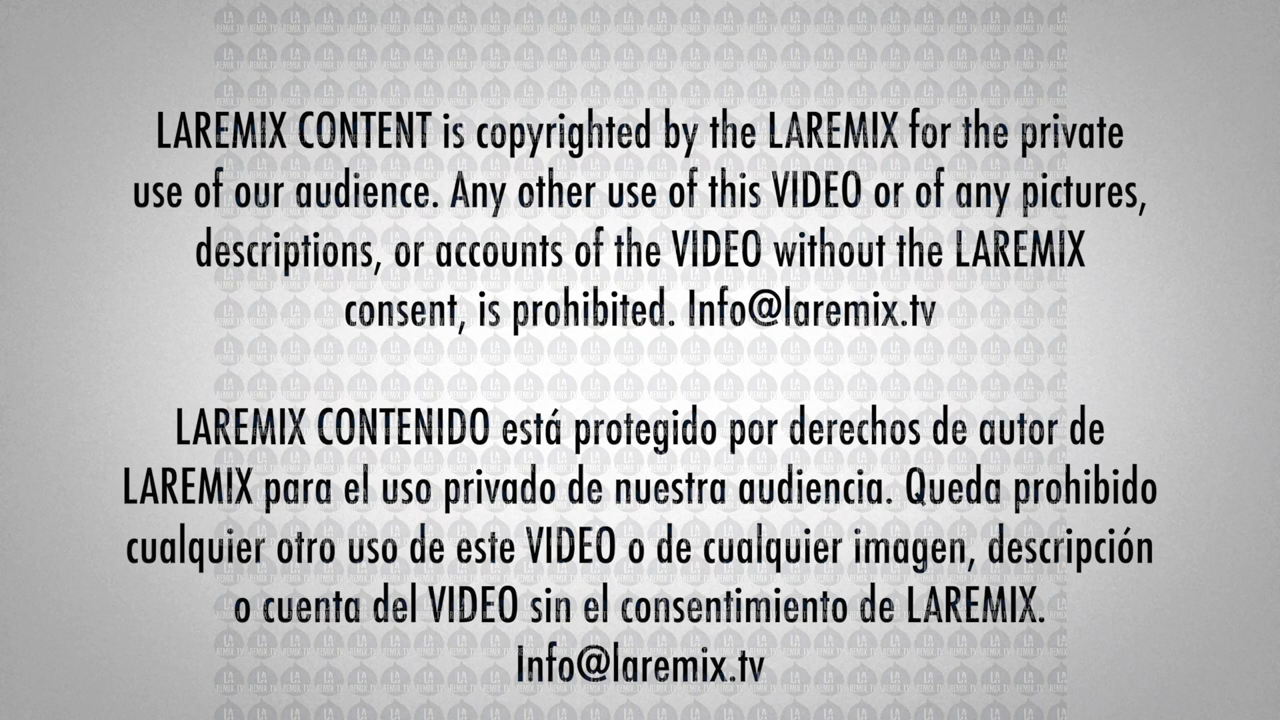 LAREMIX CONTENT is copyrighted by the LAREMIX for the private
use of our audience. Any other use of this VIDEO or of any pictures,
descriptions, or accounts of the VIDEO without the LAREMIX
consent, is prohibited. Info@laremix.tv
LAREMIX CONTENIDO está protegido por derechos de autor de
LAREMIX para el uso privado de nuestra audiencia. Queda prohibido
cualquier otro uso de este VIDEO o de cualquier imagen, descripción
o cuenta del VIDEO sin el consentimiento de LAREMIX.
Info@laremix.tv